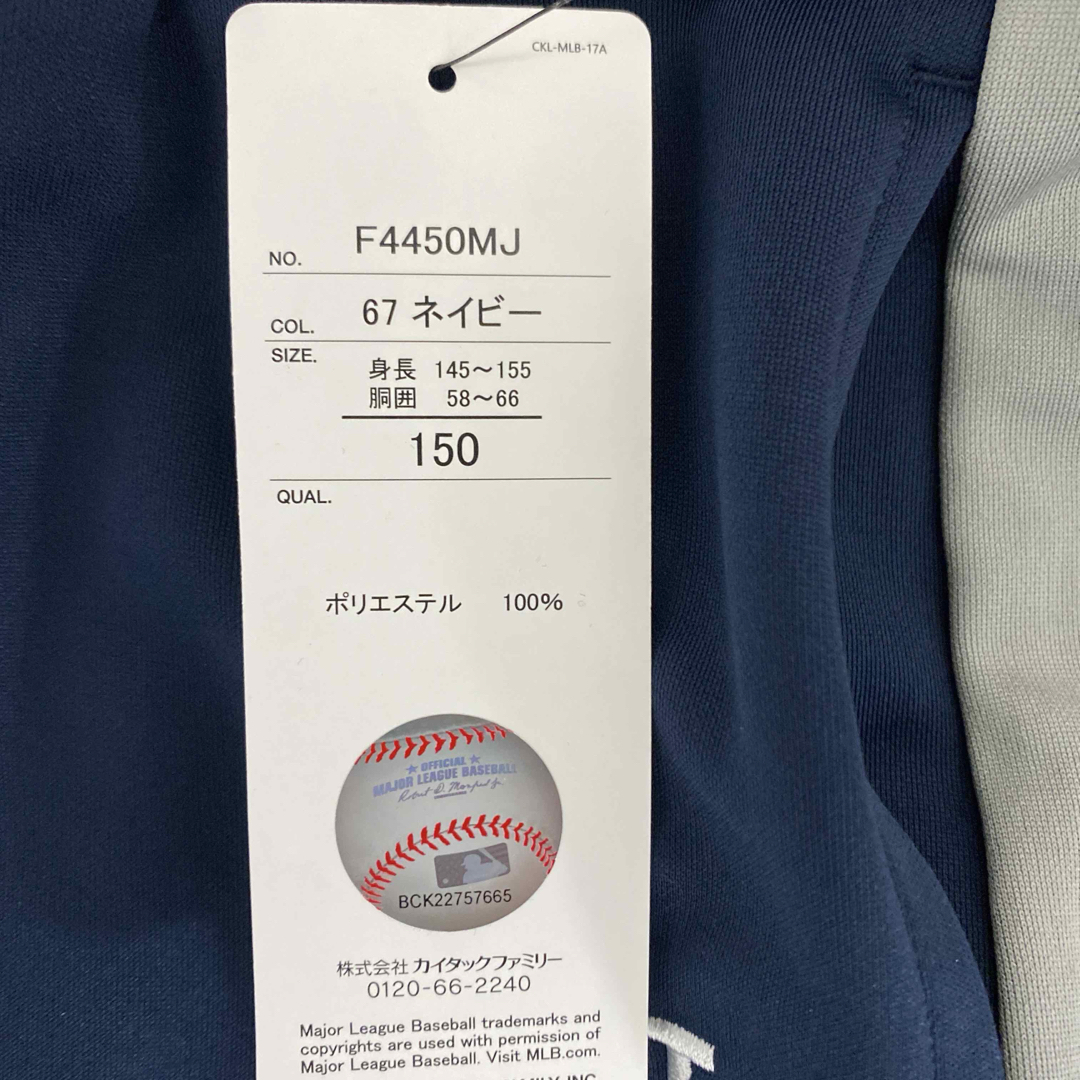 CKL-MLB-17A
NO. F4450MJ
COL. 67 ネイビー
SIZE. 身長 145～155
胴囲 58～66
150
QUAL.
ポリエステル 100%
★ OFFICIAL ★
MAJOR LEAGUE BASEBALL
Robert D. Manfred Jr.
BCK22757665
株式会社 カイタックファミリー
0120-66-2240
Major League Baseball trademarks and
copyrights are used with permission of
Major League Baseball. Visit MLB.com.